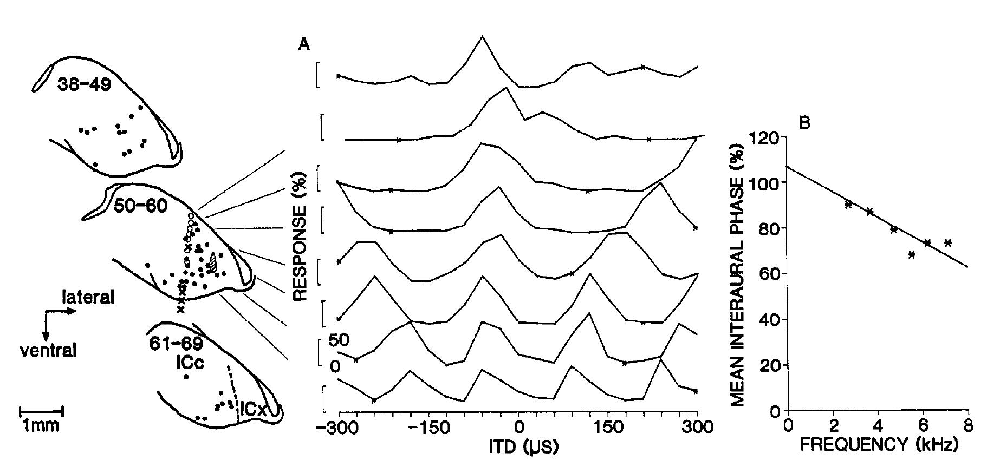 38-49
50-60
lateral
ventral
61-69
ICc
ICx
1mm
A
RESPONSE (%)
50
0
-300 -150 0 150 300
ITD (µS)
B
MEAN INTERAURAL PHASE (%)
120
100
80
60
40
20
0
0 2 4 6 8
FREQUENCY (kHz)